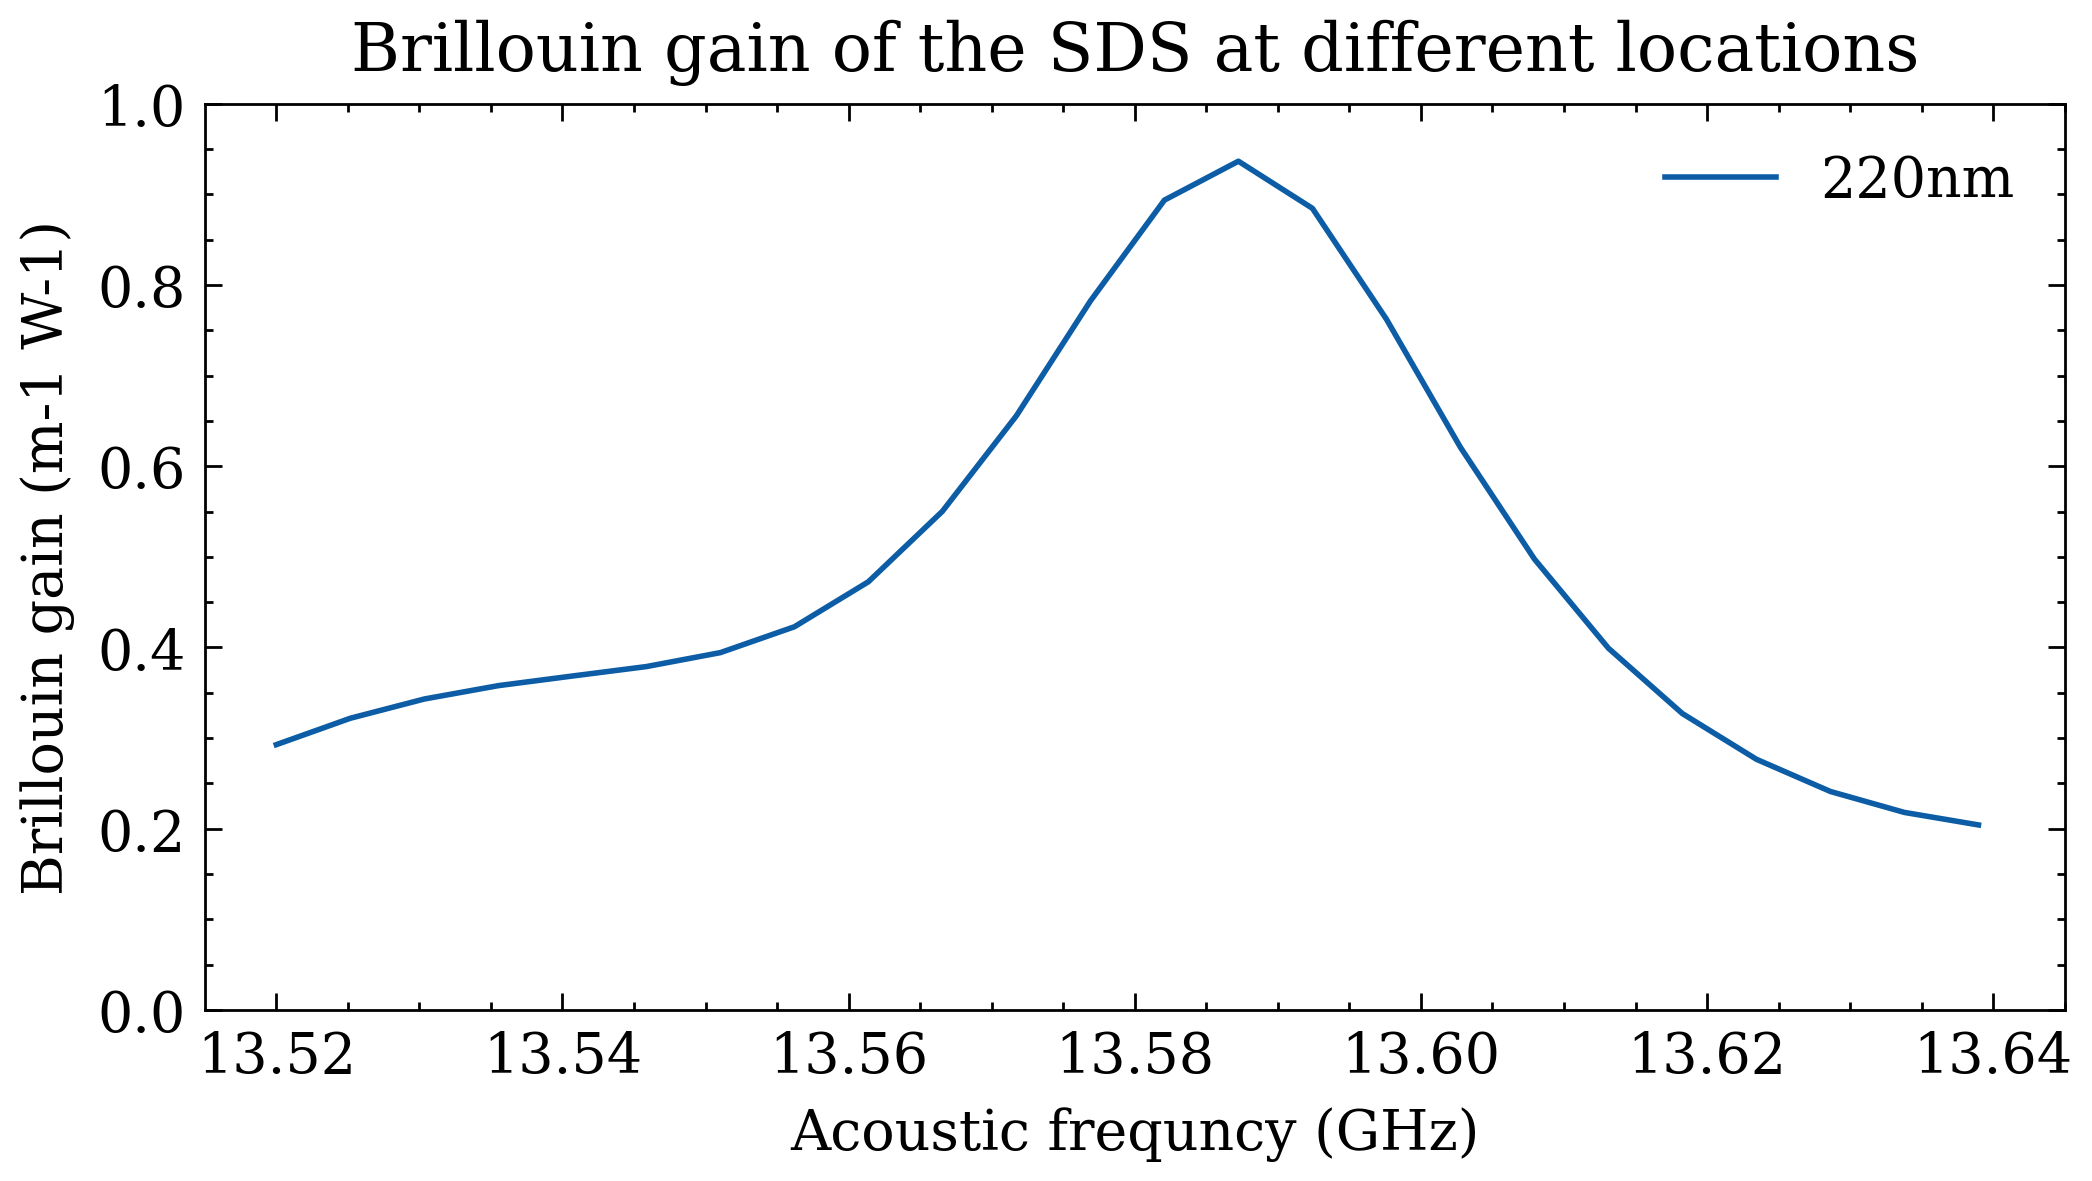 Brillouin gain of the SDS at different locations
220nm
Brillouin gain (m-1 W-1)
1.0
0.8
0.6
0.4
0.2
0.0
13.52 13.54 13.56 13.58 13.60 13.62 13.64
Acoustic frequncy (GHz)